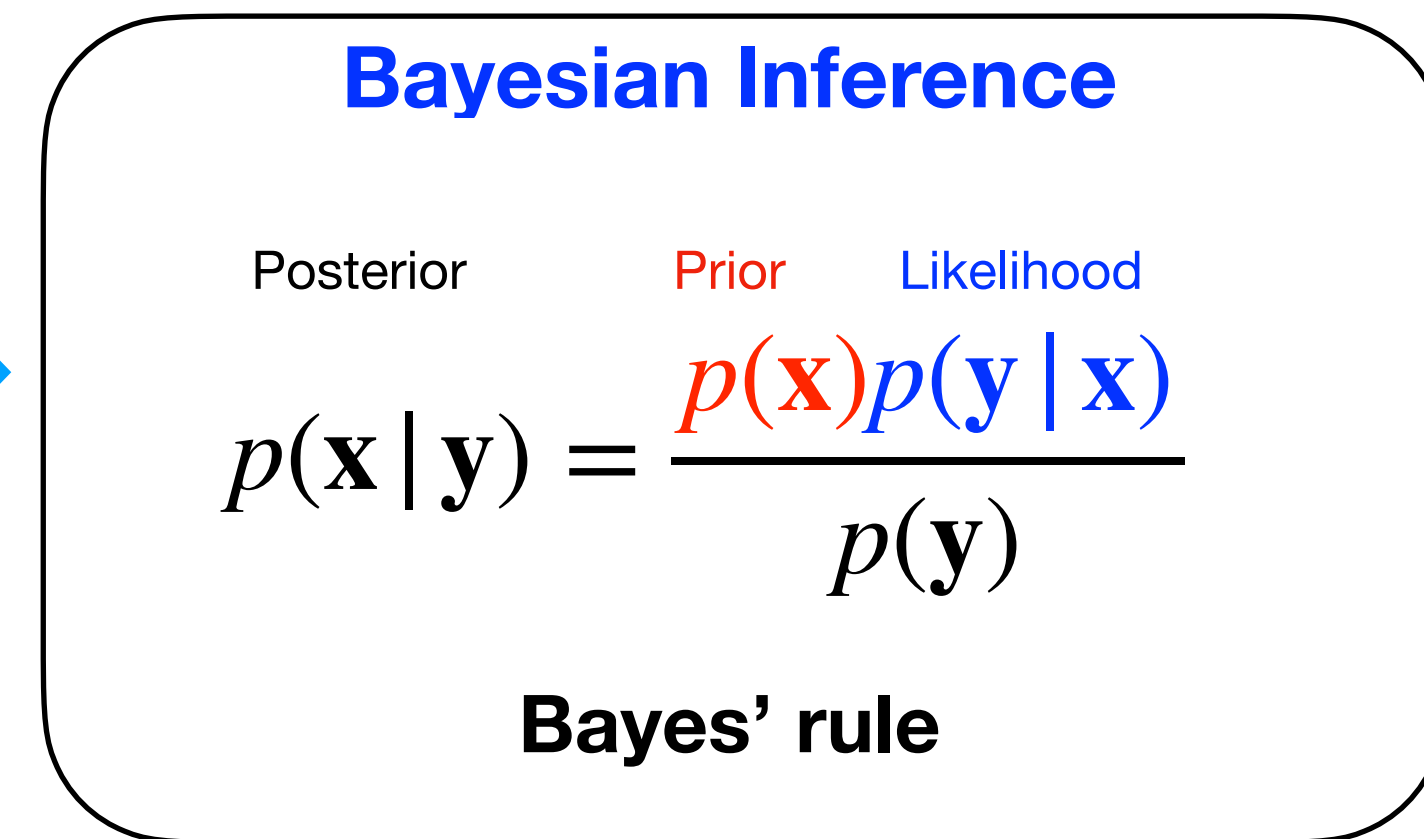 Bayesian Inference
Posterior Prior Likelihood
p(x | y) = p(x)p(y | x)
p(y)
Bayes’ rule